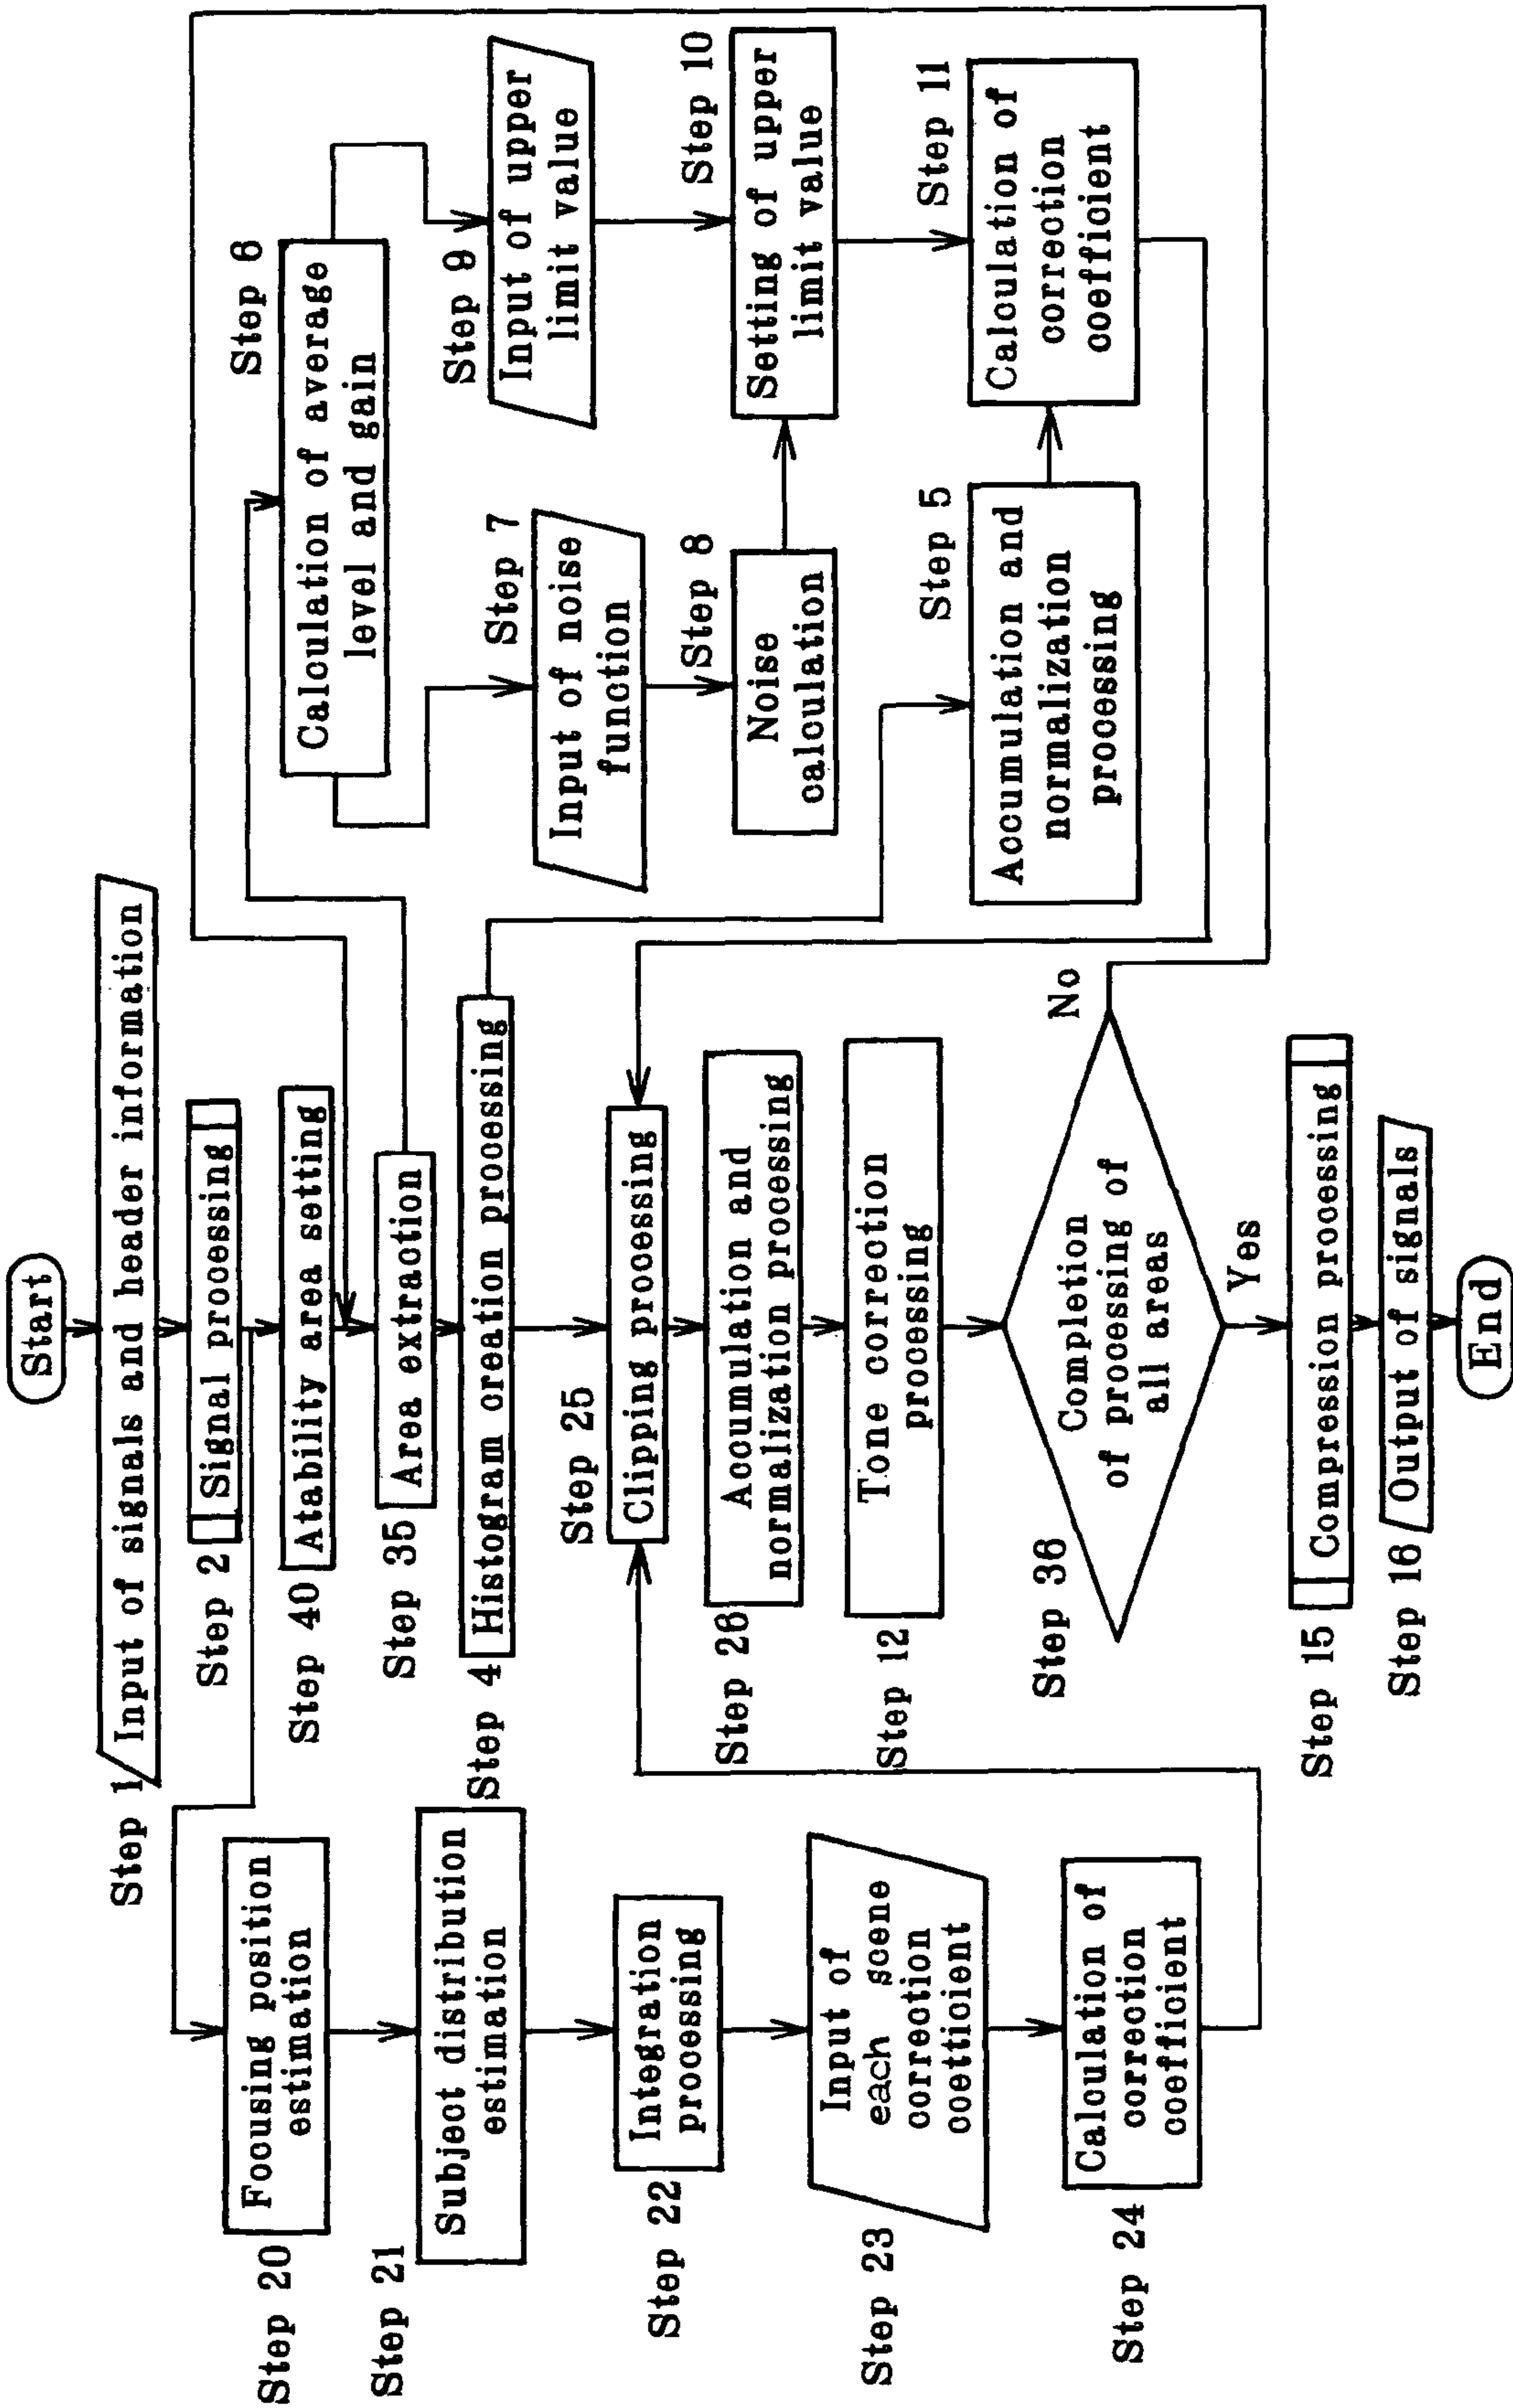 Start
Step 1
Input of signals and header information
Step 2
Signal processing
Step 40
Atability area setting
Step 35
Area extraction
Step 4
Histogram creation processing
Step 25
Clipping processing
Step 26
Accumulation and
normalization processing
Step 12
Tone correction
processing
Step 36
Completion
of processing of
all areas
No
Yes
Step 15
Compression processing
Step 16
Output of signals
End
Step 20
Focusing position
estimation
Step 21
Subject distribution
estimation
Step 22
Integration
processing
Step 23
Input of
each scene
correction
coetticient
Step 24
Calculation of
correction
coefficient
Step 6
Calculation of average
level and gain
Step 7
Input of noise
function
Step 8
Noise
calculation
Step 9
Input of upper
limit value
Step 10
Setting of upper
limit value
Step 5
Accumulation and
normalization
processing
Step 11
Calculation of
correction
coefficient